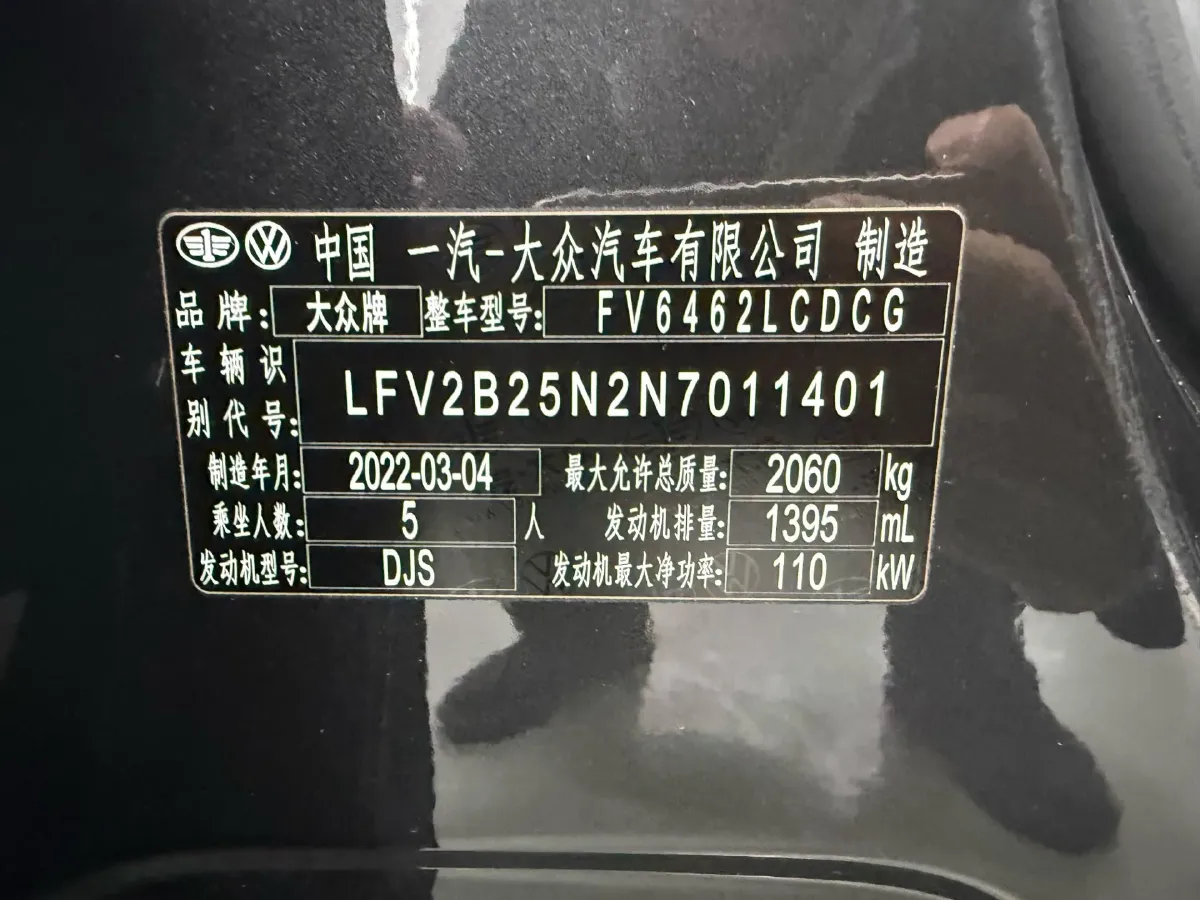 中国 一汽-大众汽车有限公司 制造
品牌: 大众牌 整车型号: FV6462LCDCG
车辆识
别代号: LFV2B25N2N7011401
制造年月: 2022-03-04 最大允许总质量: 2060 kg
乘坐人数: 5 人 发动机排量: 1395 mL
发动机型号: DJS 发动机最大净功率: 110 kW